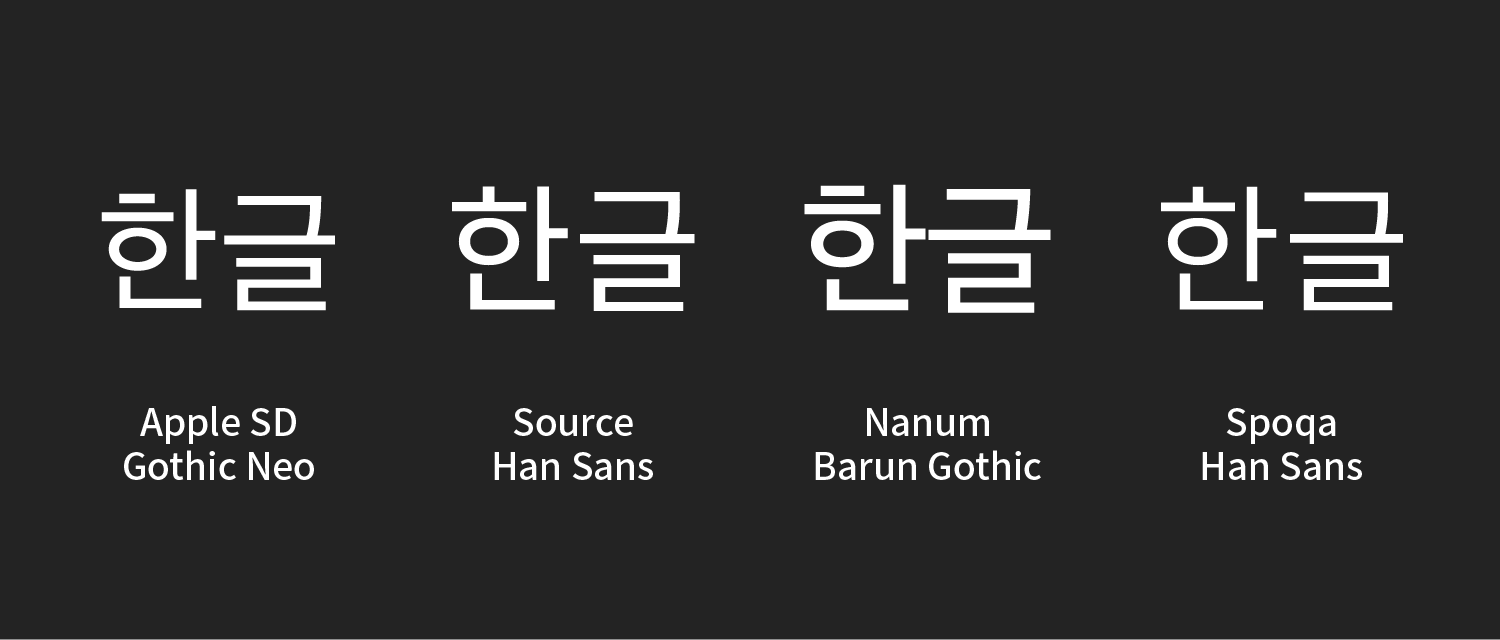 한글 한글 한글 한글
Apple SD
Gothic Neo
Source
Han Sans
Nanum
Barun Gothic
Spoqa
Han Sans